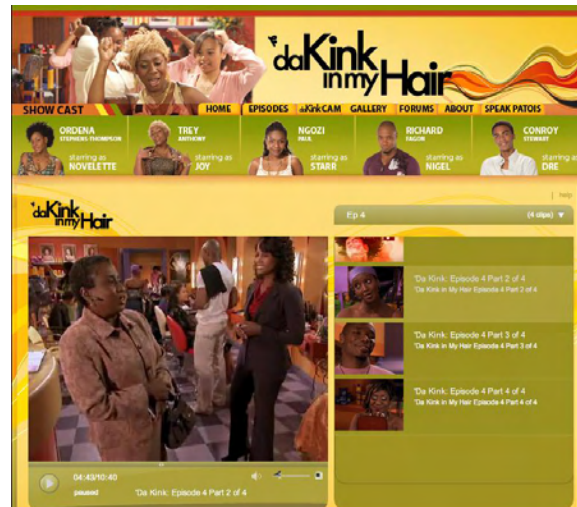 'daKink
in my Hair
SHOW CAST
HOME EPISODES daKinkCAM GALLERY FORUMS ABOUT SPEAK PATOIS
ORDENA
STEPHENS-THOMPSON
starring as
NOVELETTE
TREY
ANTHONY
starring as
JOY
NGOZI
PAUL
starring as
STARR
RICHARD
FAGON
starring as
NIGEL
CONROY
STEWART
starring as
DRE
| help
'daKink
in my Hair
Ep 4 (4 clips) ▼
'Da Kink: Episode 4 Part 2 of 4
'Da Kink in My Hair Episode 4 Part 2 of 4
'Da Kink: Episode 4 Part 3 of 4
'Da Kink in My Hair Episode 4 Part 3 of 4
'Da Kink: Episode 4 Part 4 of 4
'Da Kink in My Hair Episode 4 Part 4 of 4
04:43/10:40
paused 'Da Kink: Episode 4 Part 2 of 4